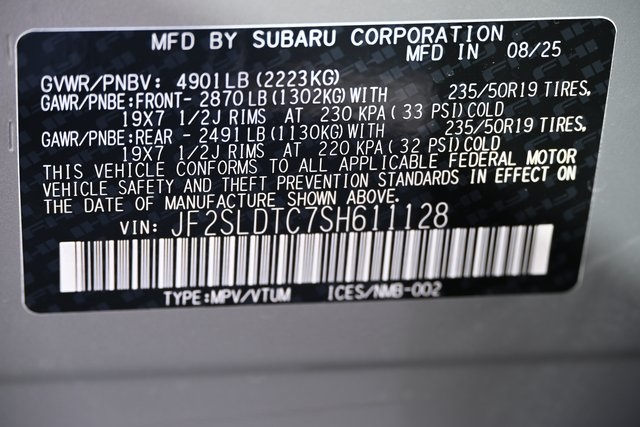 MFD BY SUBARU CORPORATION
MFD IN 08/25
GVWR/PNBV: 4901LB(2223KG)
GAWR/PNBE:FRONT- 2870LB(1302KG)WITH 235/50R19 TIRES,
19X7 1/2J RIMS AT 230 KPA( 33 PSI)COLD
GAWR/PNBE:REAR - 2491LB(1130KG)WITH 235/50R19 TIRES,
19X7 1/2J RIMS AT 220 KPA( 32 PSI)COLD
THIS VEHICLE CONFORMS TO ALL APPLICABLE FEDERAL MOTOR
VEHICLE SAFETY AND THEFT PREVENTION STANDARDS IN EFFECT ON
THE DATE OF MANUFACTURE SHOWN ABOVE.
VIN: JF2SLDTC7SH611128
TYPE:MPV/VTUM ICES/NMB-002